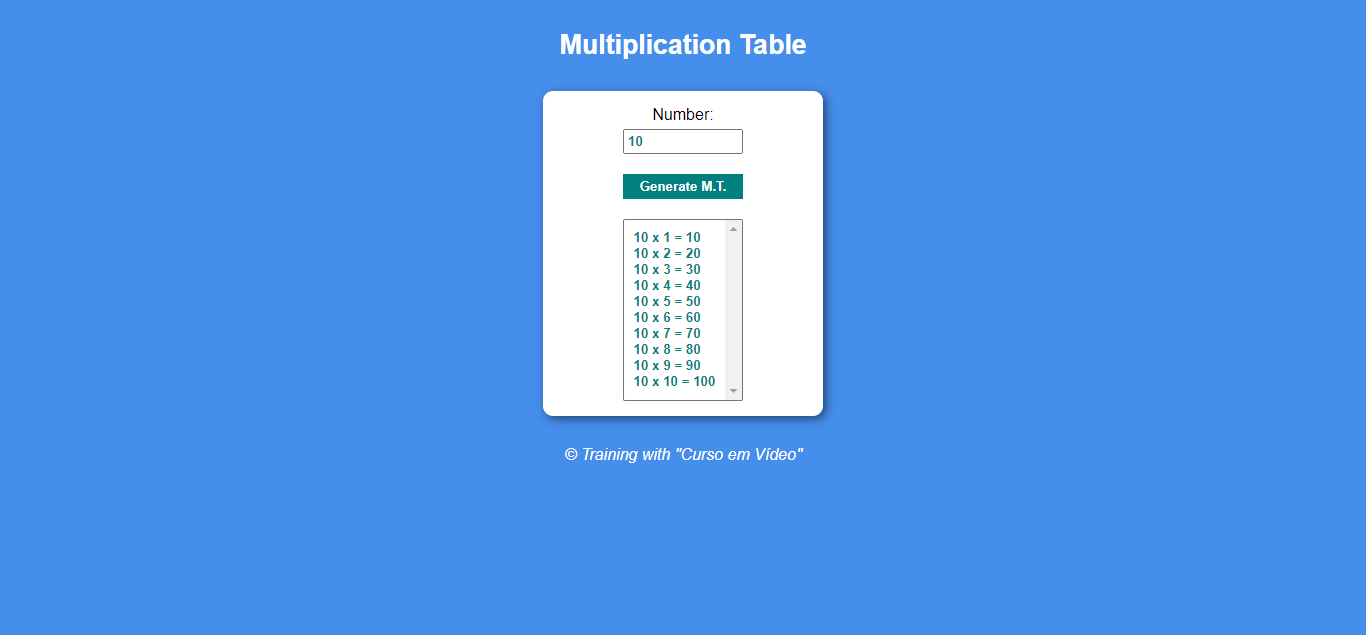 Multiplication Table
Number:
10
Generate M.T.
10 x 1 = 10
10 x 2 = 20
10 x 3 = 30
10 x 4 = 40
10 x 5 = 50
10 x 6 = 60
10 x 7 = 70
10 x 8 = 80
10 x 9 = 90
10 x 10 = 100
© Training with "Curso em Vídeo"